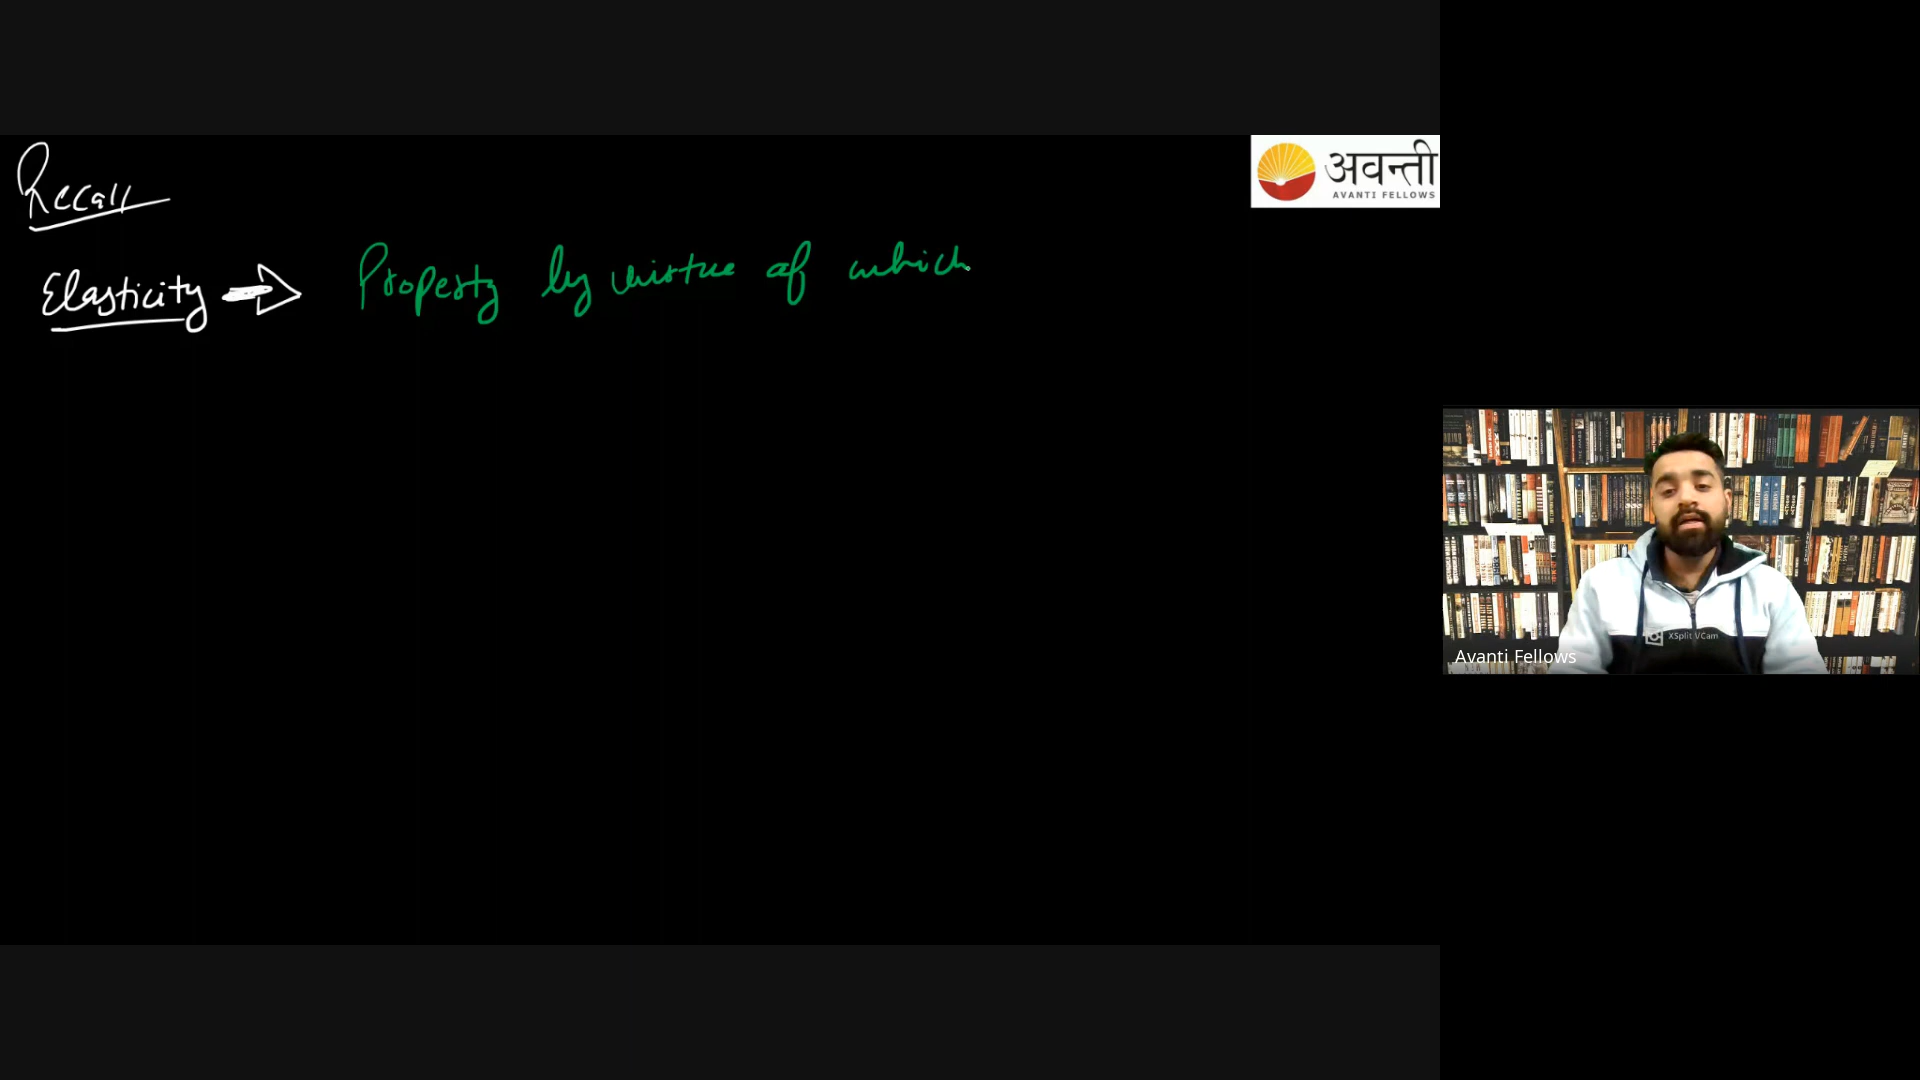 Recall
अवन्ती
AVANTI FELLOWS
Elasticity → Property by virtue of which
XSplit VCam
Avanti Fellows